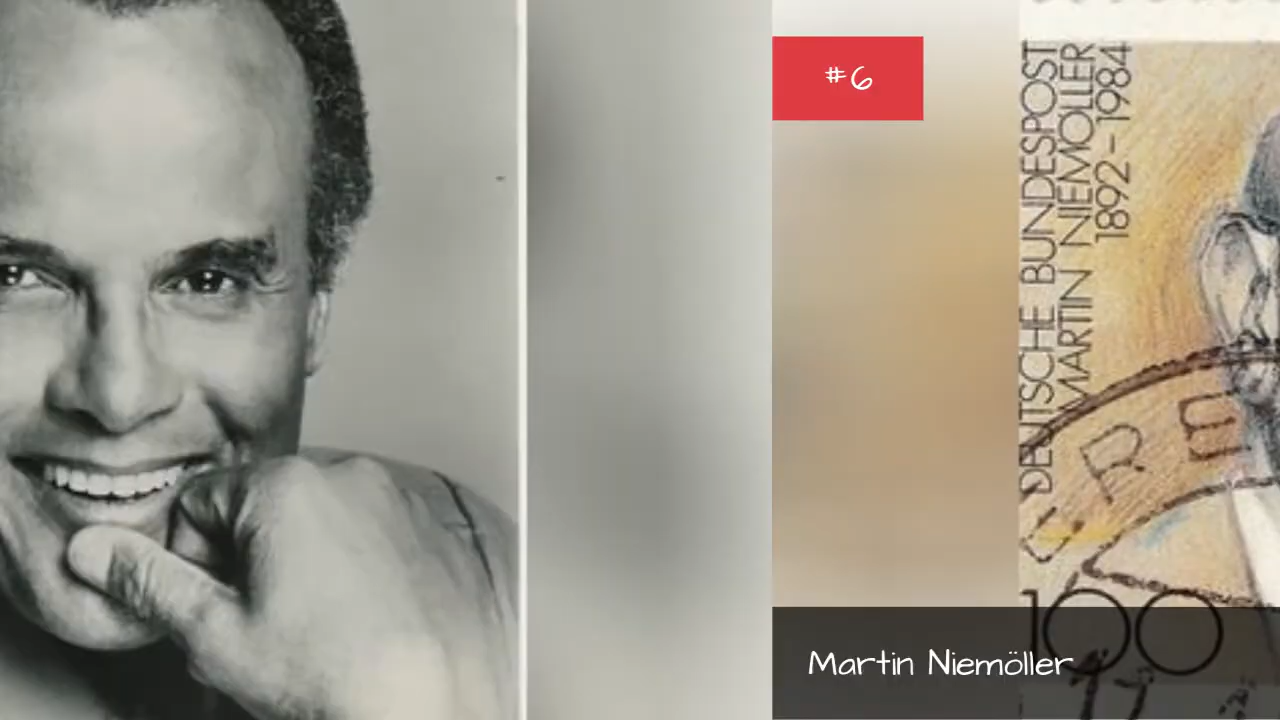 #6
DEUTSCHE BUNDESPOST
MARTIN NIEMÖLLER
1892–1984
100
Martin Niemöller